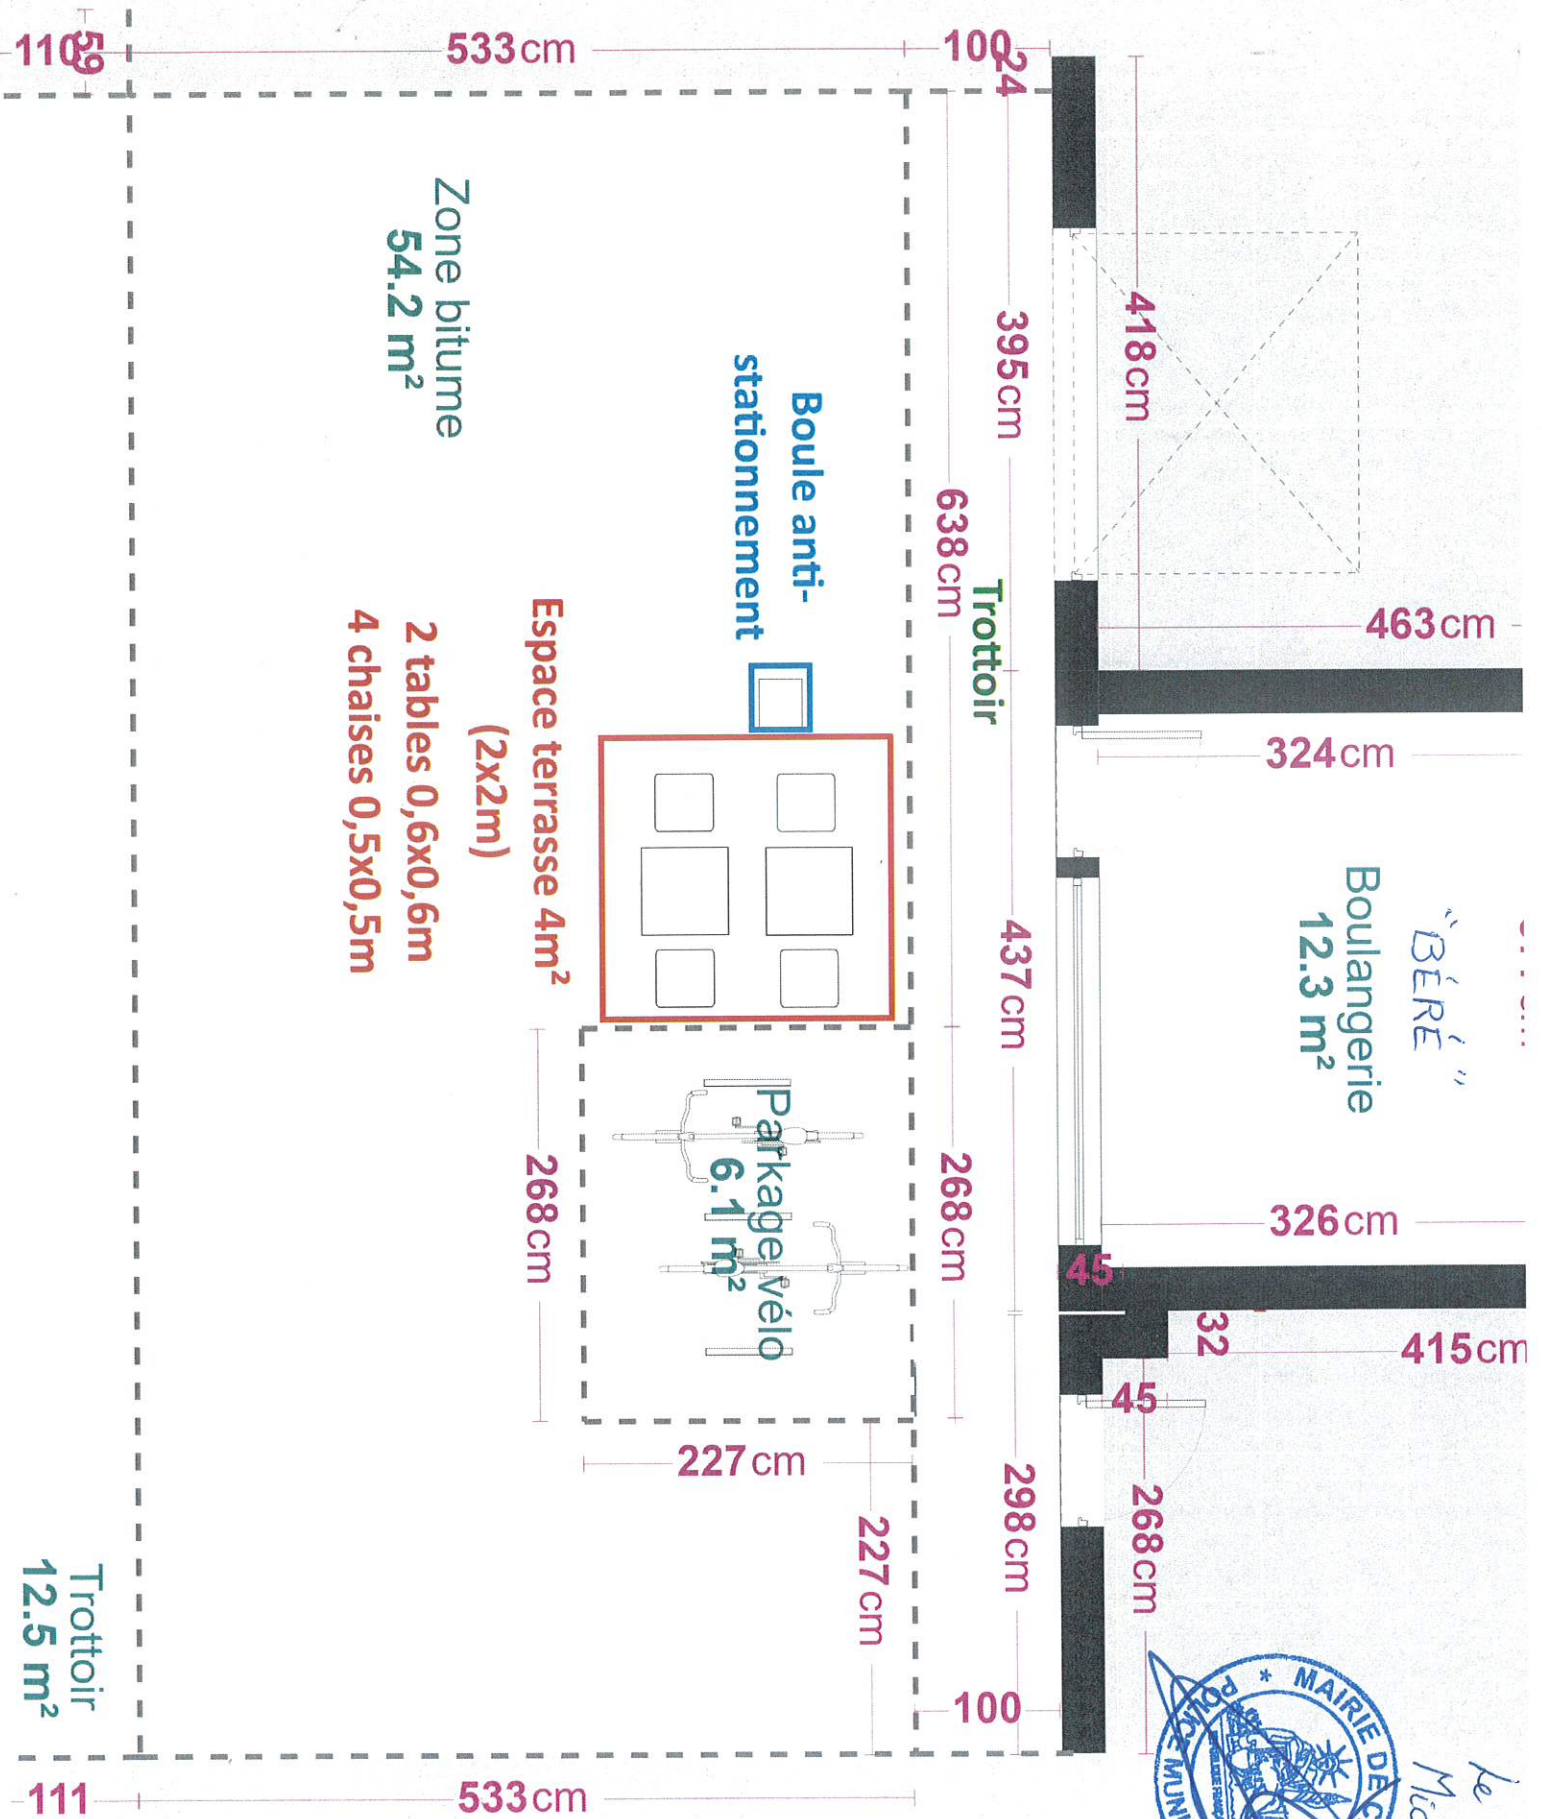 110
59
533cm
100
24
418cm
395cm
638cm
463cm
Trottoir
Zone bitume
54.2 m²
Boule anti-
stationnement
324cm
Espace terrasse 4m²
(2x2m)
2 tables 0,6x0,6m
4 chaises 0,5x0,5m
"BÉRÉ"
Boulangerie
12.3 m²
437cm
268cm
268cm
Parkage vélo
6.1 m²
326cm
45
32
415cm
45
227cm
227cm
298cm
268cm
100
Trottoir
12.5 m²
111
533cm
* MAIRIE DE C
POLICE MUN
Le